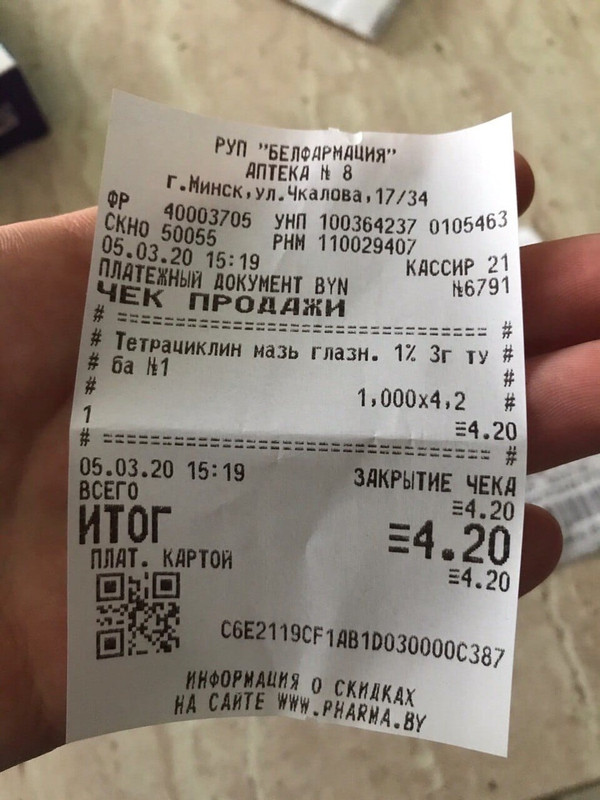 РУП "БЕЛФАРМАЦИЯ"
АПТЕКА № 8
г.Минск,ул.Чкалова,17/34
ФР 40003705 УНП 100364237 0105463
СКНО 50055 РНМ 110029407
05.03.20 15:19 КАССИР 21
ПЛАТЕЖНЫЙ ДОКУМЕНТ BYN №6791
ЧЕК ПРОДАЖИ
# ================================ #
# Тетрациклин мазь глазн. 1% 3г ту #
# ба №1 #
# 1,000x4,2 #
1 ≡4.20
# ================================ #
05.03.20 15:19 ЗАКРЫТИЕ ЧЕКА
ВСЕГО ≡4.20
ИТОГ ≡4.20
ПЛАТ. КАРТОЙ ≡4.20
C6E2119CF1AB1D030000C387
ИНФОРМАЦИЯ О СКИДКАХ
НА САЙТЕ WWW.PHARMA.BY